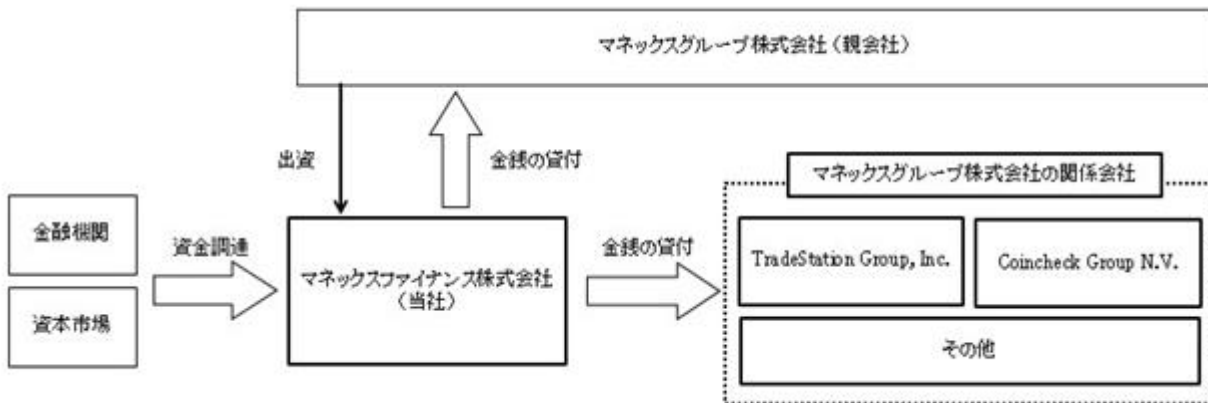 マネックスグループ株式会社(親会社)
出資
金銭の貸付
マネックスグループ株式会社の関係会社
金融機関
資金調達
マネックスファイナンス株式会社
(当社)
金銭の貸付
TradeStation Group, Inc.
Coincheck Group N.V.
資本市場
その他